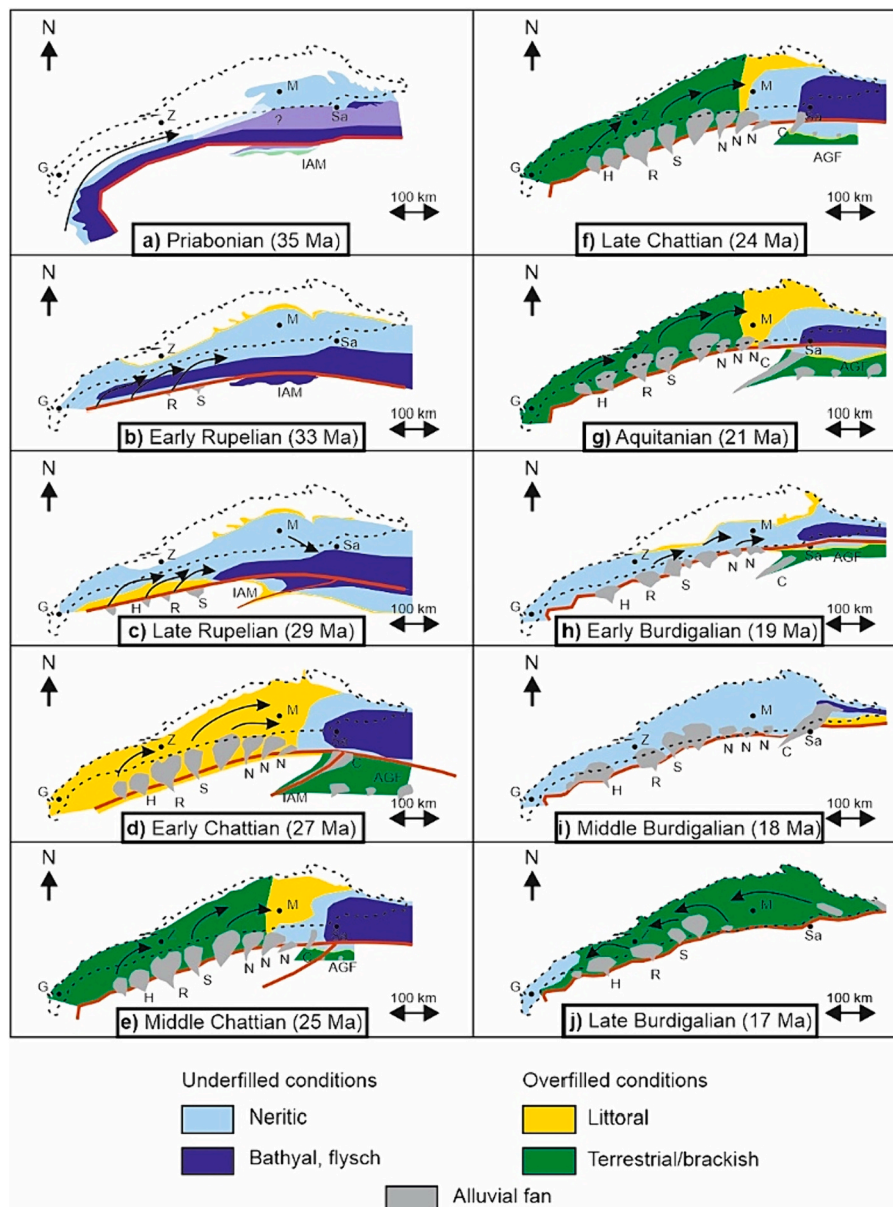 N
M
Z
Sa
?
G
IAM
100 km
a) Priabonian (35 Ma)
N
M
Z
Sa
G
R S
IAM
100 km
b) Early Rupelian (33 Ma)
N
M
Z
Sa
G
H R S
IAM
100 km
c) Late Rupelian (29 Ma)
N
M
Z
G
H R S N N N
C
AGF
IAM
100 km
d) Early Chattian (27 Ma)
N
M
G
H R S N N N
AGF
100 km
e) Middle Chattian (25 Ma)
N
M
Z
G
H R S N N N C
AGF
100 km
f) Late Chattian (24 Ma)
N
M
Z
Sa
G
H R S N N N C
AGF
100 km
g) Aquitanian (21 Ma)
N
M
Z
Sa
G
H R S N N C
AGF
100 km
h) Early Burdigalian (19 Ma)
N
M
Z
Sa
G
H R S N N N C
100 km
i) Middle Burdigalian (18 Ma)
N
M
Z
Sa
G
H R S
100 km
j) Late Burdigalian (17 Ma)
Underfilled conditions
Overfilled conditions
Neritic
Littoral
Bathyal, flysch
Terrestrial/brackish
Alluvial fan